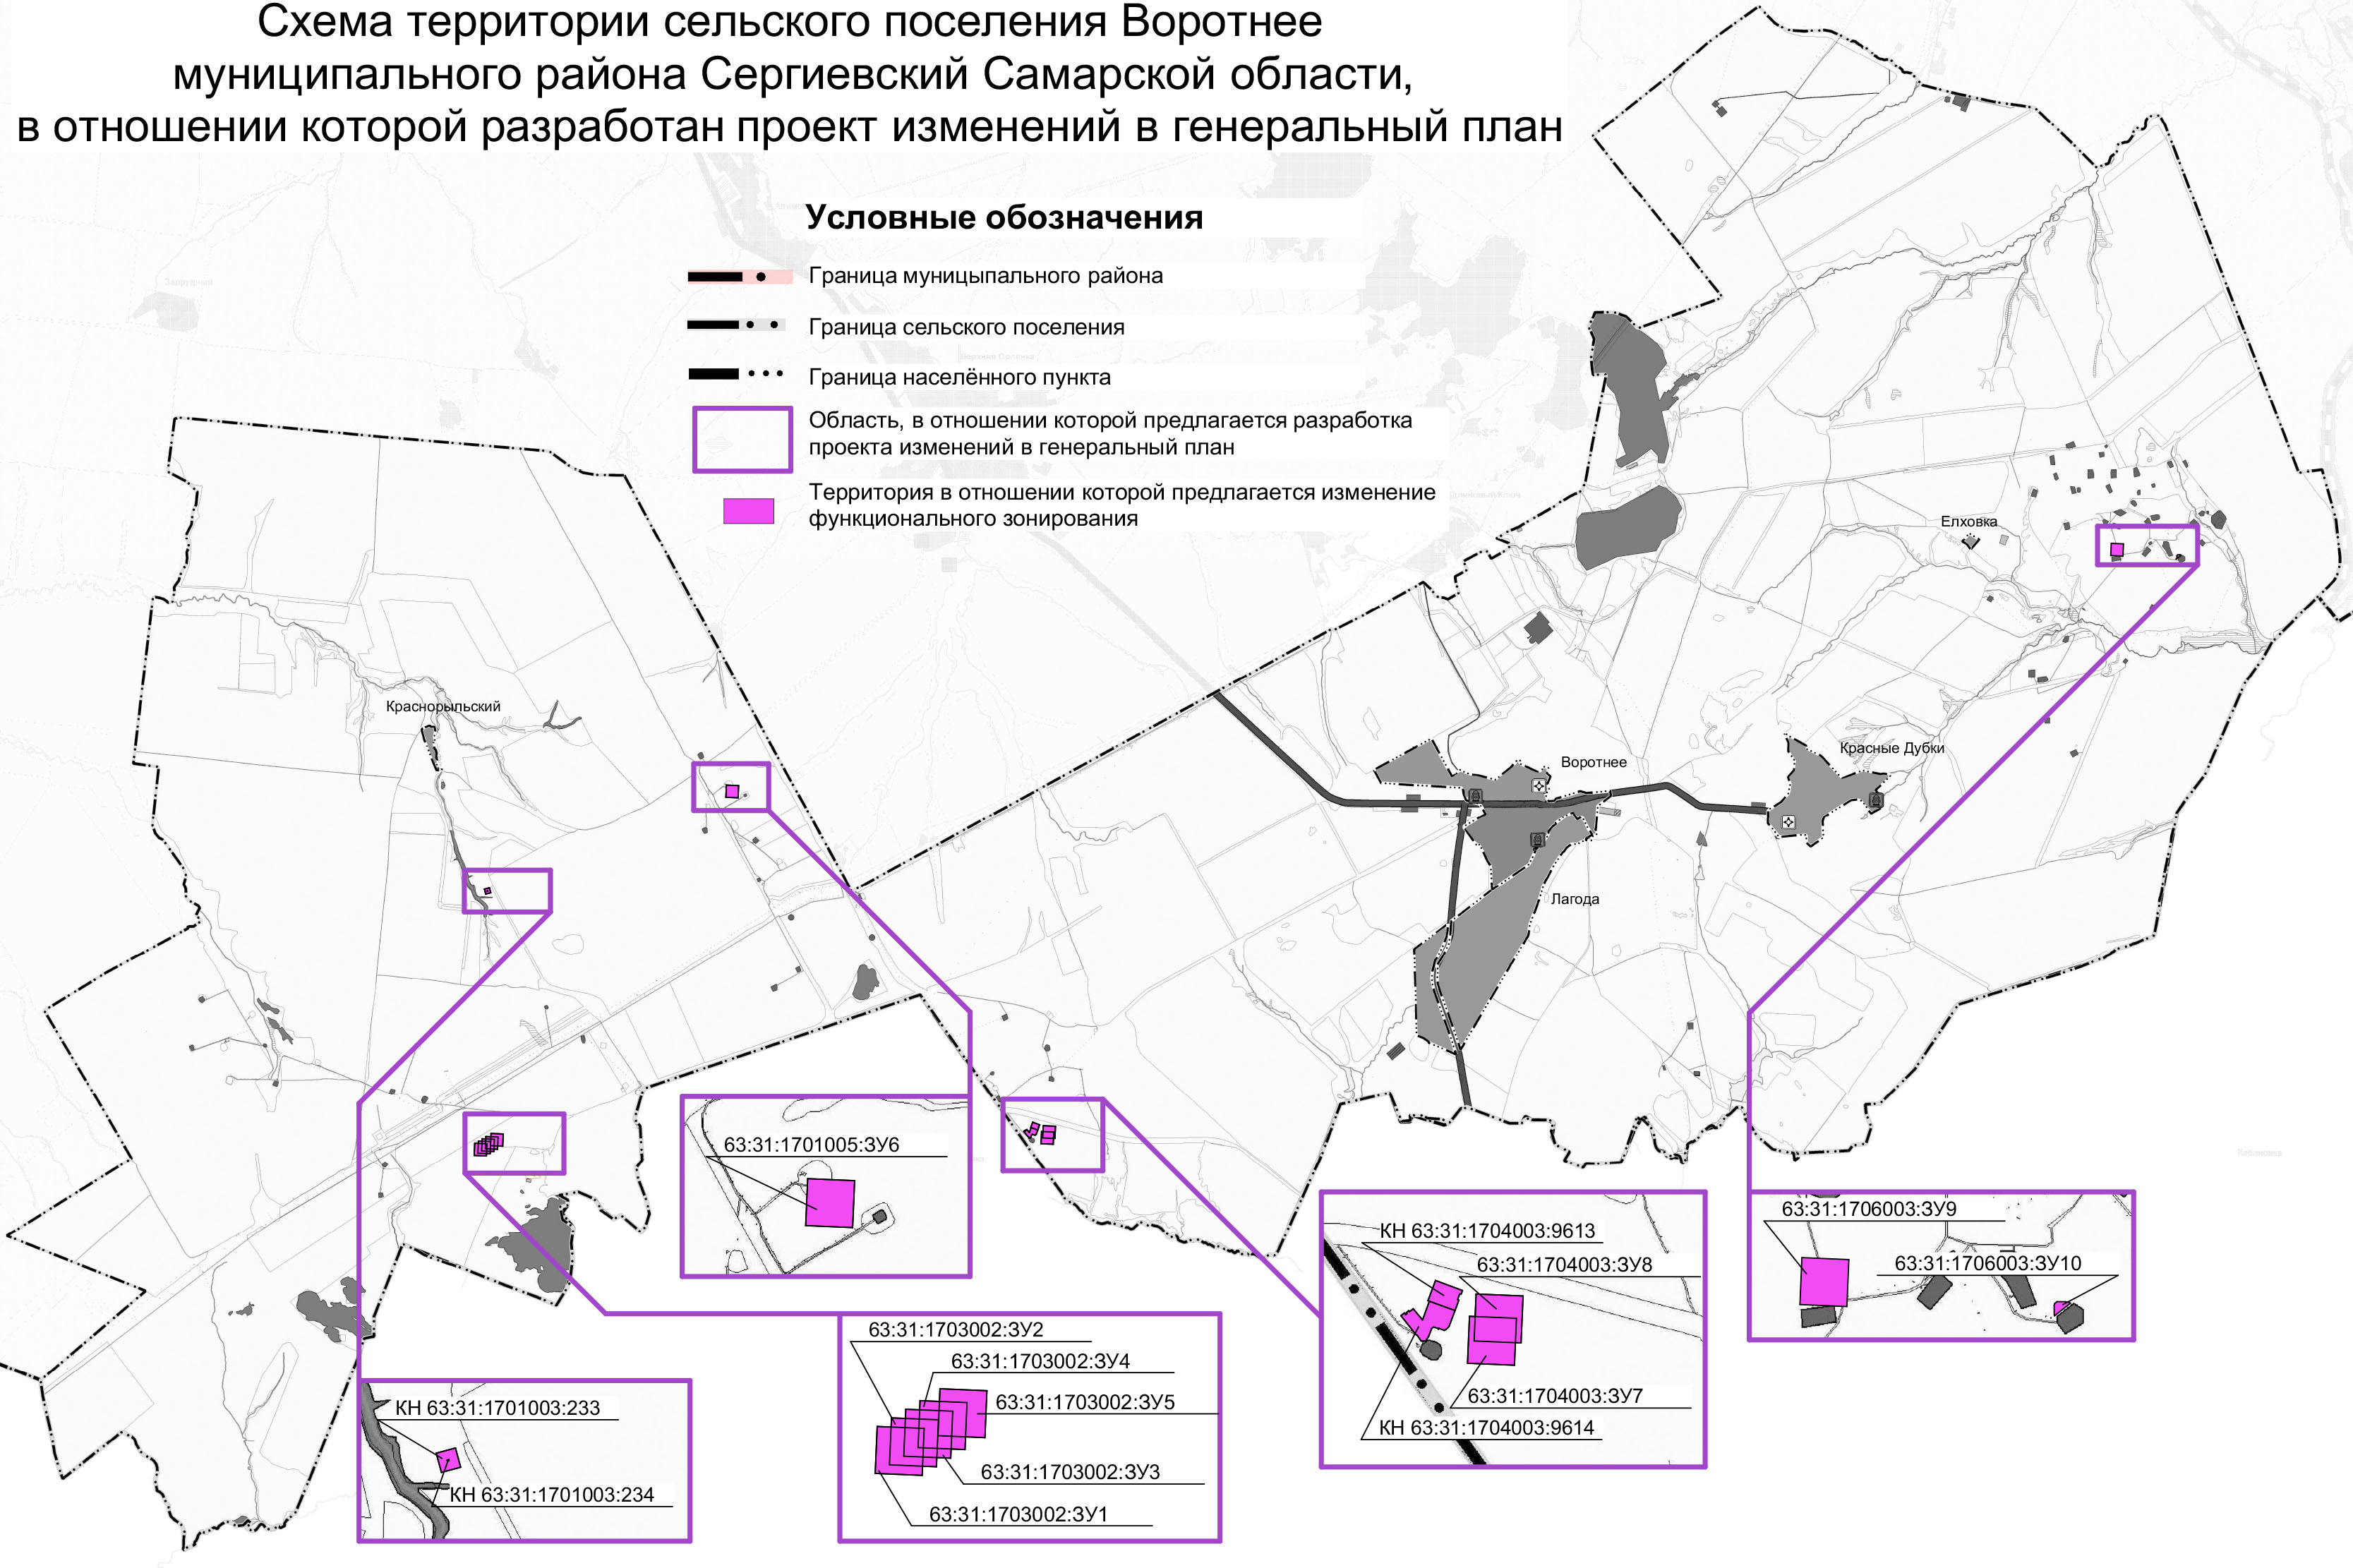 Схема территории сельского поселения Воротнее
муниципального района Сергиевский Самарской области,
в отношении которой разработан проект изменений в генеральный план
Условные обозначения
Граница муницыпального района
Граница сельского поселения
Граница населённого пункта
Область, в отношении которой предлагается разработка
проекта изменений в генеральный план
Территория в отношении которой предлагается изменение
функционального зонирования
Елховка
Краснорыльский
Красные Дубки
Воротнее
Лагода
63:31:1701005:ЗУ6
КН 63:31:1704003:9613
63:31:1704003:ЗУ8
63:31:1704003:ЗУ7
КН 63:31:1704003:9614
63:31:1706003:ЗУ9
63:31:1706003:ЗУ10
63:31:1703002:ЗУ2
63:31:1703002:ЗУ4
63:31:1703002:ЗУ5
63:31:1703002:ЗУ3
63:31:1703002:ЗУ1
КН 63:31:1701003:233
КН 63:31:1701003:234